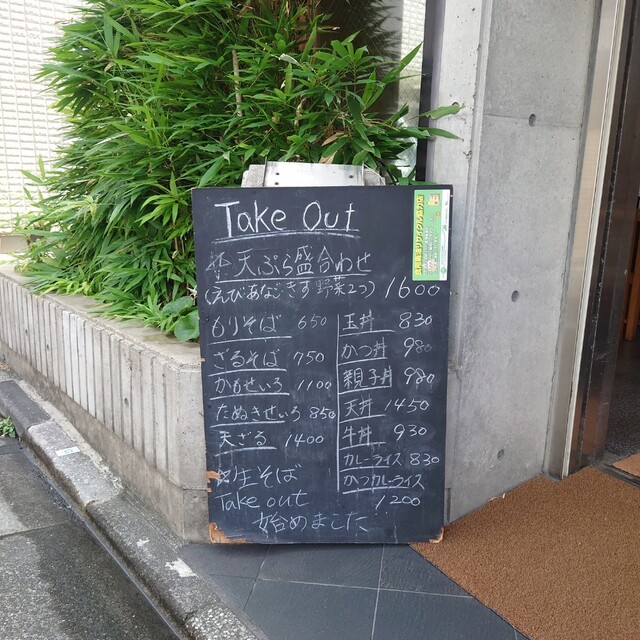 Take Out
天ぷら盛合わせ
(えびあなごきす野菜2つ) 1600
もりそば 650
ざるそば 750
かもせいろ 1100
たぬきせいろ 850
天ざる 1400
玉丼 830
かつ丼 980
親子丼 980
天丼 1450
牛丼 930
カレーライス 830
かつカレーライス
1200
生そば
Take out
始めました